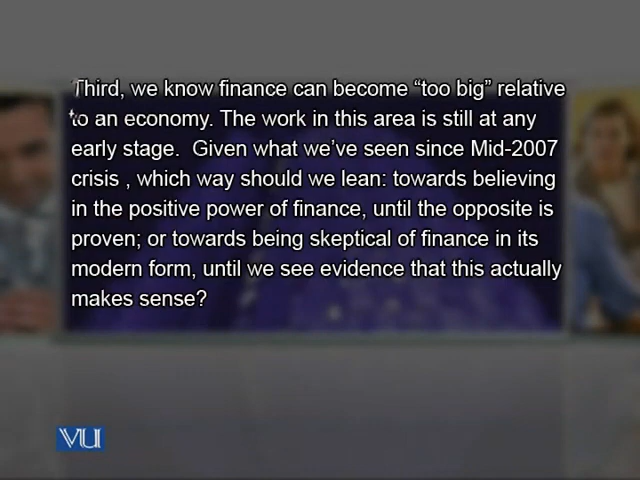 Third, we know finance can become “too big” relative
to an economy. The work in this area is still at any
early stage.  Given what we’ve seen since Mid-2007
crisis , which way should we lean: towards believing
in the positive power of finance, until the opposite is
proven; or towards being skeptical of finance in its
modern form, until we see evidence that this actually
makes sense?
VU